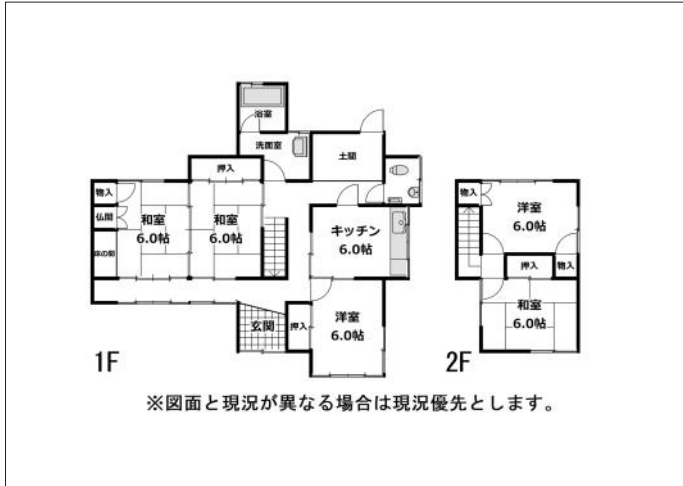 浴室
洗面室
土間
押入
物入
仏間
床の間
和室
6.0帖
和室
6.0帖
キッチン
6.0帖
玄関
押入
洋室
6.0帖
1F
物入
洋室
6.0帖
押入
物入
和室
6.0帖
2F
※図面と現況が異なる場合は現況優先とします。